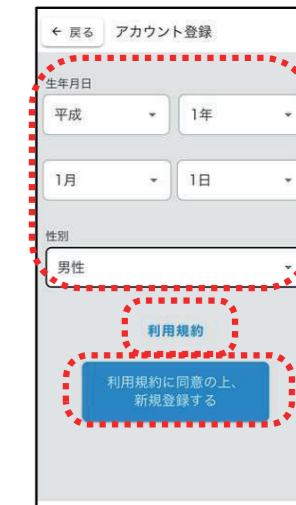 ← 戻る アカウント登録
生年月日
平成 1年
1月 1日
性別
男性
利用規約
利用規約に同意の上、
新規登録する